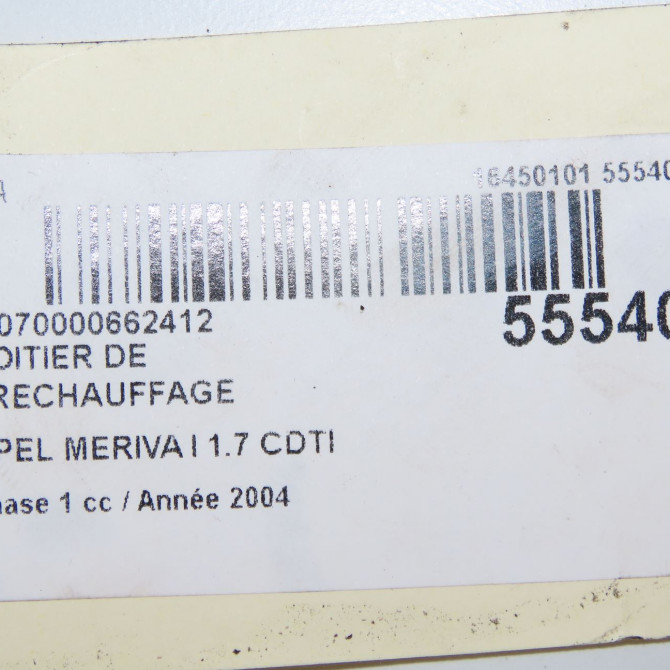 A
16450101 55540
070000662412
55540
OITIER DE
RECHAUFFAGE
PEL MERIVA I 1.7 CDTI
hase 1 cc / Année 2004